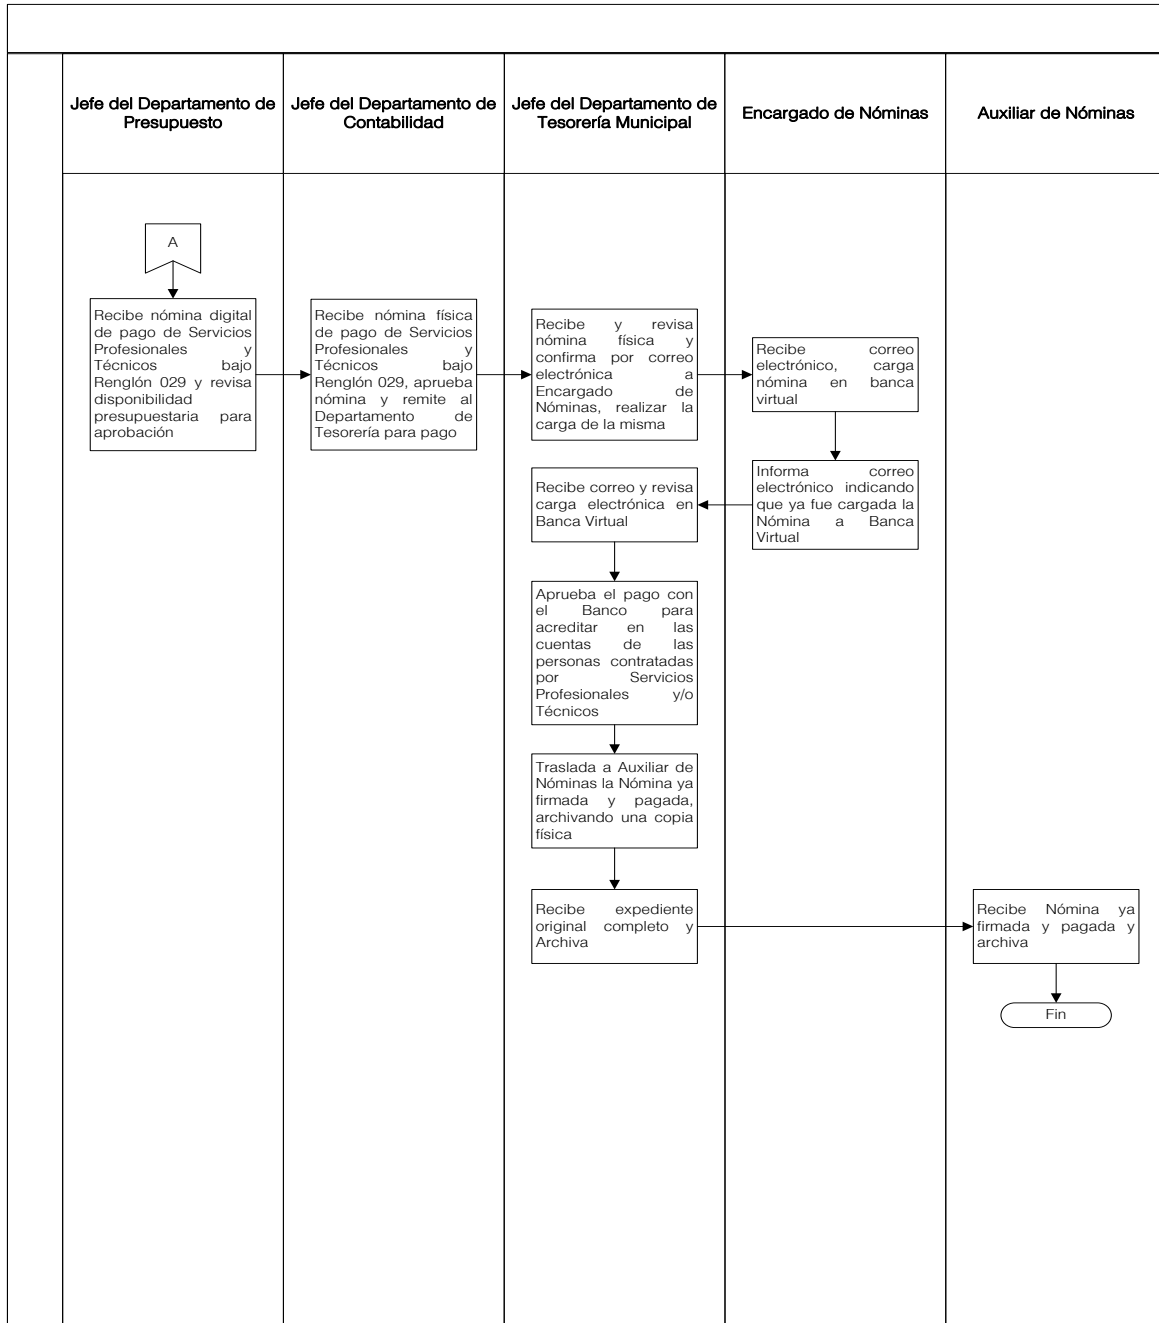 Jefe del Departamento de
Presupuesto
Jefe del Departamento de
Contabilidad
Jefe del Departamento de
Tesorería Municipal
Encargado de Nóminas
Auxiliar de Nóminas
A
Recibe nómina digital
de pago de Servicios
Profesionales y
Técnicos bajo
Renglón 029 y revisa
disponibilidad
presupuestaria para
aprobación
Recibe nómina física
de pago de Servicios
Profesionales y
Técnicos bajo
Renglón 029, aprueba
nómina y remite al
Departamento de
Tesorería para pago
Recibe y revisa
nómina física y
confirma por correo
electrónica a
Encargado de
Nóminas, realizar la
carga de la misma
Recibe correo
electrónico, carga
nómina en banca
virtual
Informa correo
electrónico indicando
que ya fue cargada la
Nómina a Banca
Virtual
Recibe correo y revisa
carga electrónica en
Banca Virtual
Aprueba el pago con
el Banco para
acreditar en las
cuentas de las
personas contratadas
por Servicios
Profesionales y/o
Técnicos
Traslada a Auxiliar de
Nóminas la Nómina ya
firmada y pagada,
archivando una copia
física
Recibe expediente
original completo y
Archiva
Recibe Nómina ya
firmada y pagada y
archiva
Fin